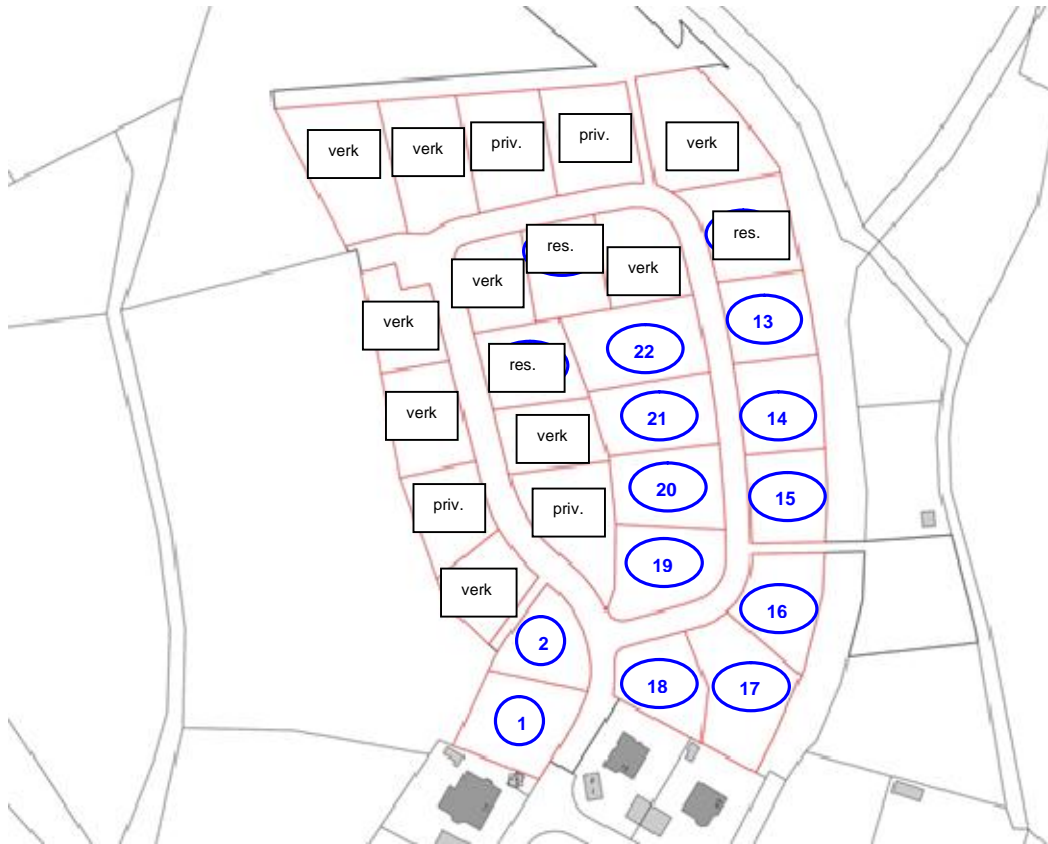 verk
verk
priv.
priv.
verk
res.
res.
verk
verk
verk
13
22
res.
verk
21
14
verk
20
15
priv.
priv.
19
verk
16
2
18
17
1